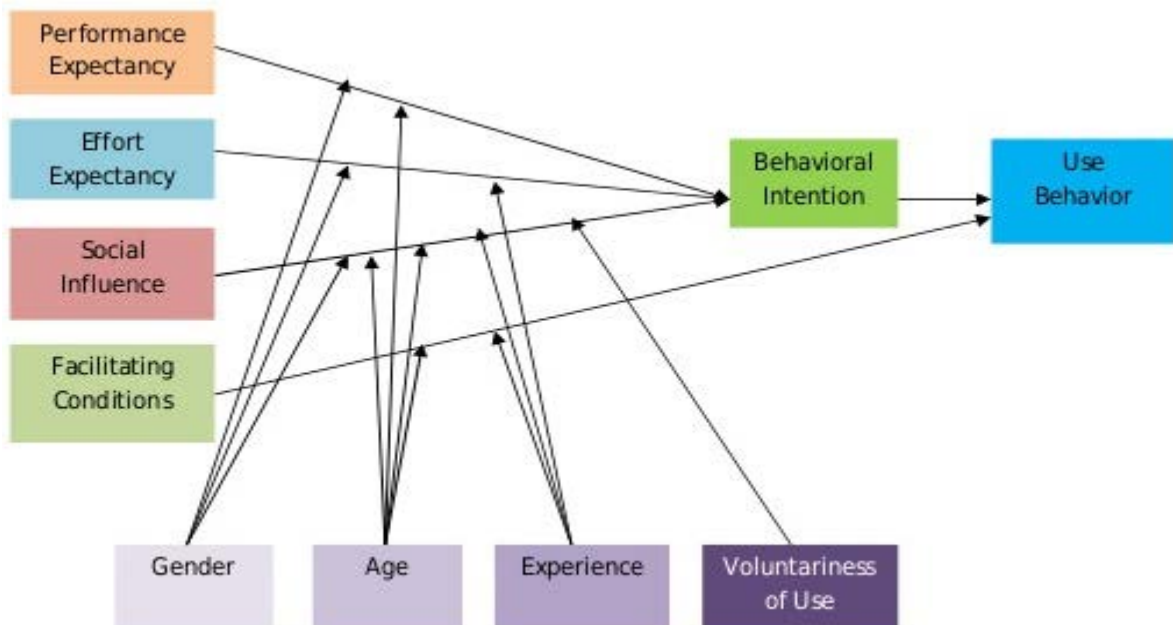 Performance
Expectancy
Effort
Expectancy
Social
Influence
Facilitating
Conditions
Behavioral
Intention
Use
Behavior
Gender
Age
Experience
Voluntariness
of Use